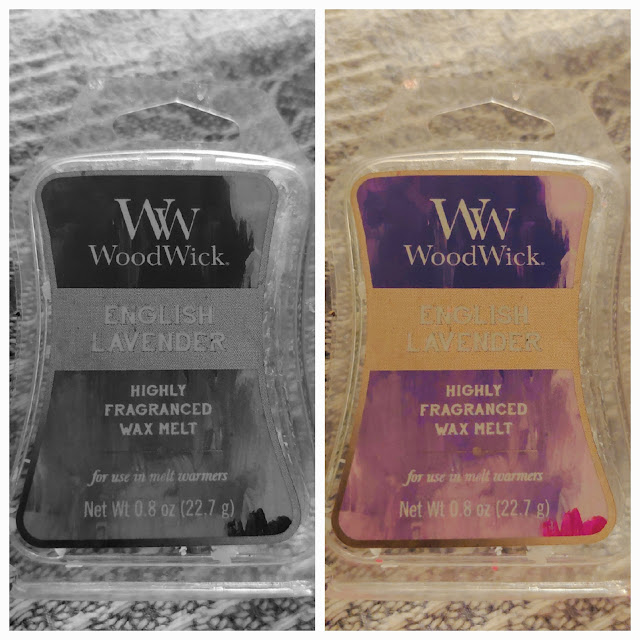 WW
WoodWick®
ENGLISH
LAVENDER
HIGHLY
FRAGRANCED
WAX MELT
for use in melt warmers
Net Wt 0.8 oz (22.7 g)
WW
WoodWick®
ENGLISH
LAVENDER
HIGHLY
FRAGRANCED
WAX MELT
for use in melt warmers
Net Wt 0.8 oz (22.7 g)